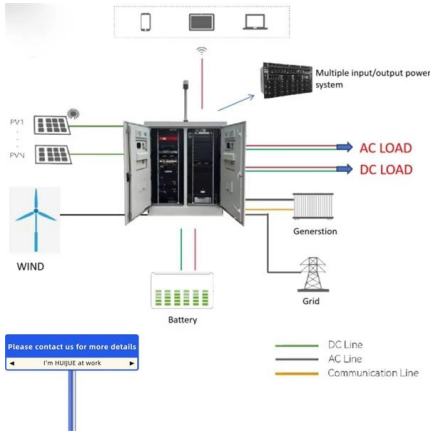 Multiple input/output power
system
PV1
PVN
AC LOAD
DC LOAD
WIND
Generstion
Grid
Battery
Please contact us for more details
I'm HUIJUE at work
DC Line
AC Line
Communication Line